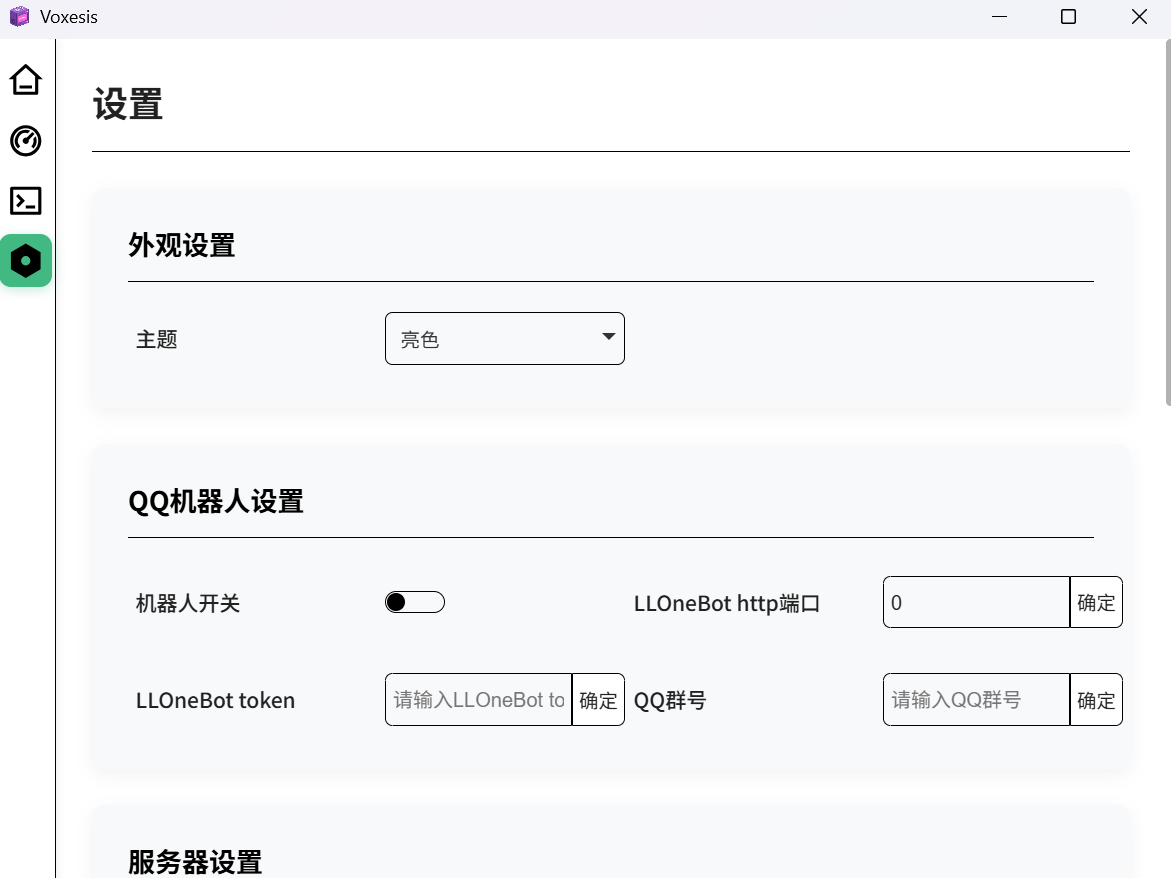 Voxesis
设置
外观设置
主题
亮色
QQ机器人设置
机器人开关
LLOneBot http端口
0
确定
LLOneBot token
请输入LLOneBot to
确定
QQ群号
请输入QQ群号
确定
服务器设置